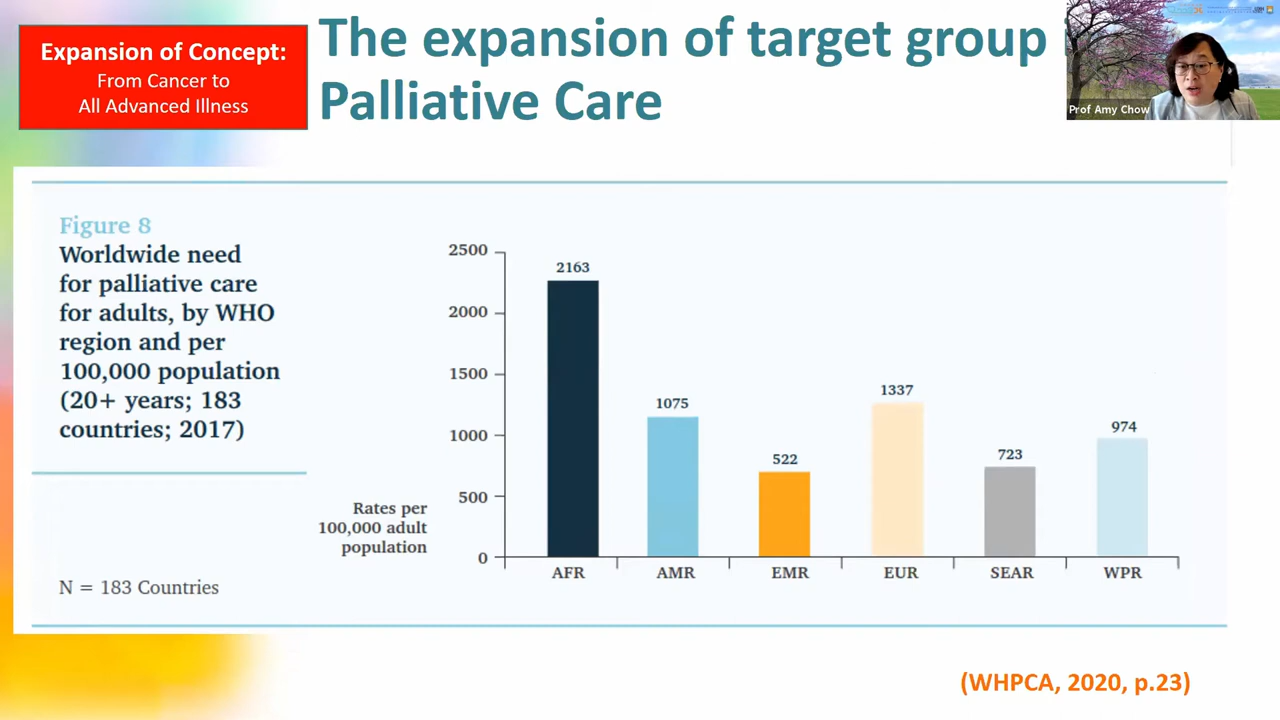 Expansion of Concept:
From Cancer to
All Advanced Illness
The expansion of target group
Palliative Care
Prof Amy Chow
Figure 8
Worldwide need
for palliative care
for adults, by WHO
region and per
100,000 population
(20+ years; 183
countries; 2017)
N = 183 Countries
Rates per
100,000 adult
population
2500
2000
1500
1000
500
0
2163
1075
522
1337
723
974
AFR
AMR
EMR
EUR
SEAR
WPR
(WHPCA, 2020, p.23)